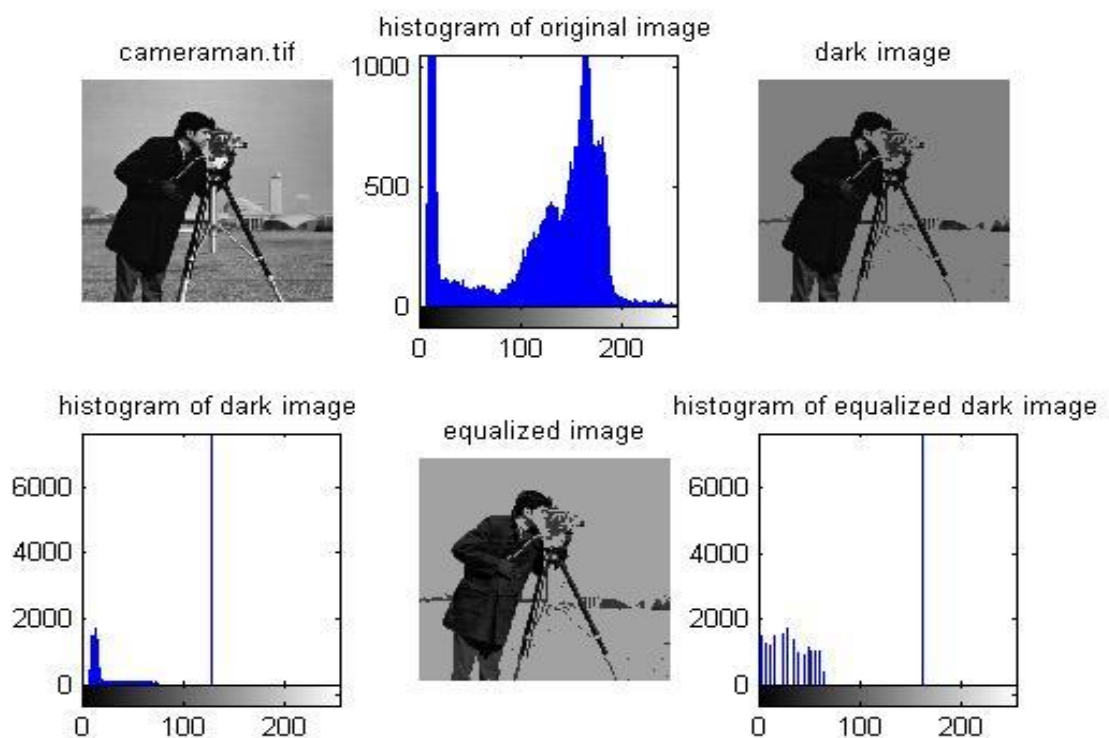 cameraman.tif
histogram of original image
dark image
1000
500
0
0 100 200
histogram of dark image
equalized image
histogram of equalized dark image
6000
4000
2000
0
0 100 200
6000
4000
2000
0
0 100 200